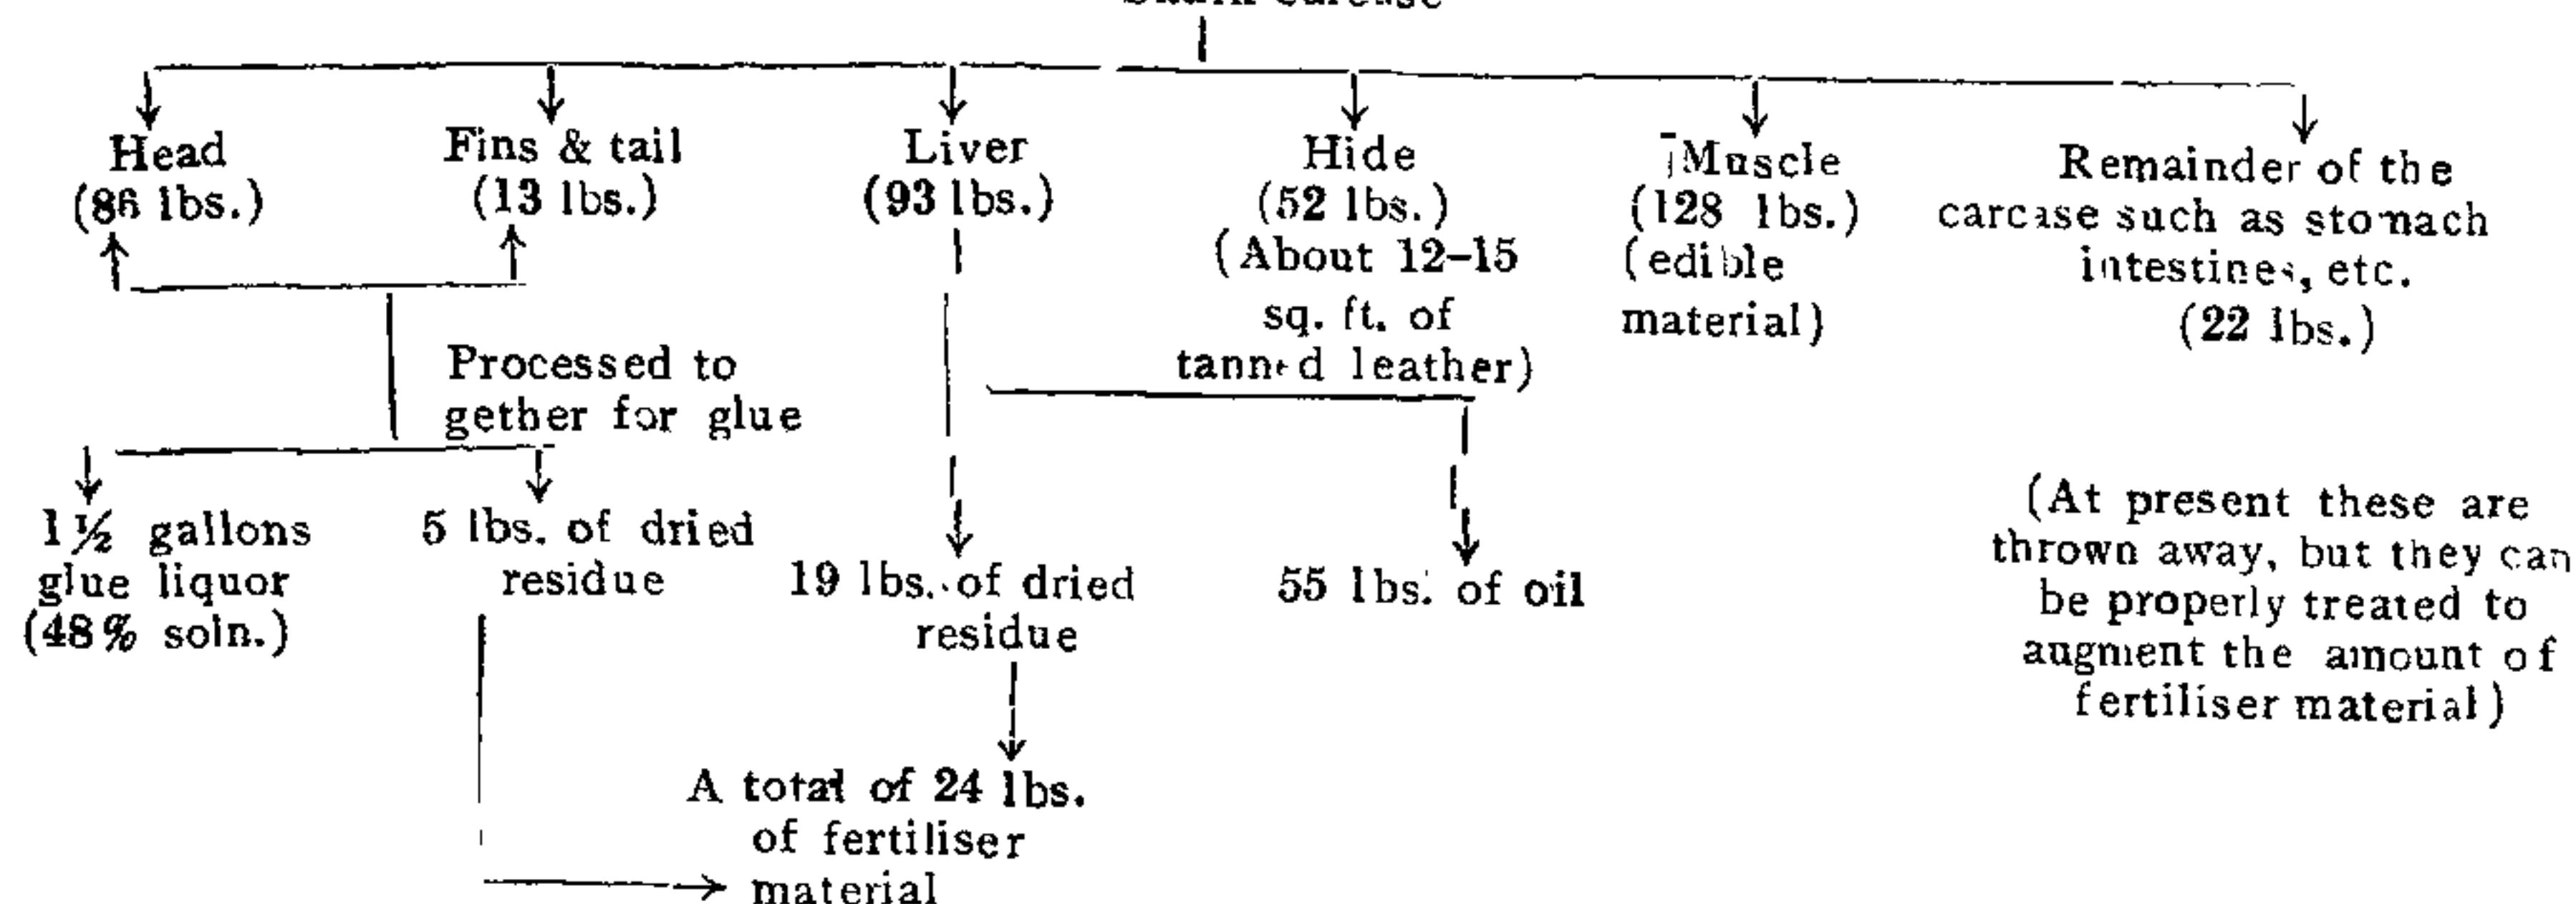 carcase
Head
(86 lbs.)
Fins & tail
(13 lbs.)
Liver
(93 lbs.)
Hide
(52 lbs.)
(About 12–15
sq. ft. of
tanned leather)
Muscle
(128 lbs.)
(edible
material)
Remainder of the
carcase such as stomach
intestines, etc.
(22 lbs.)
Processed to
gether for glue
1½ gallons
glue liquor
(48% soln.)
5 lbs. of dried
residue
19 lbs. of dried
residue
55 lbs. of oil
(At present these are
thrown away, but they can
be properly treated to
augment the amount of
fertiliser material)
A total of 24 lbs.
of fertiliser
material